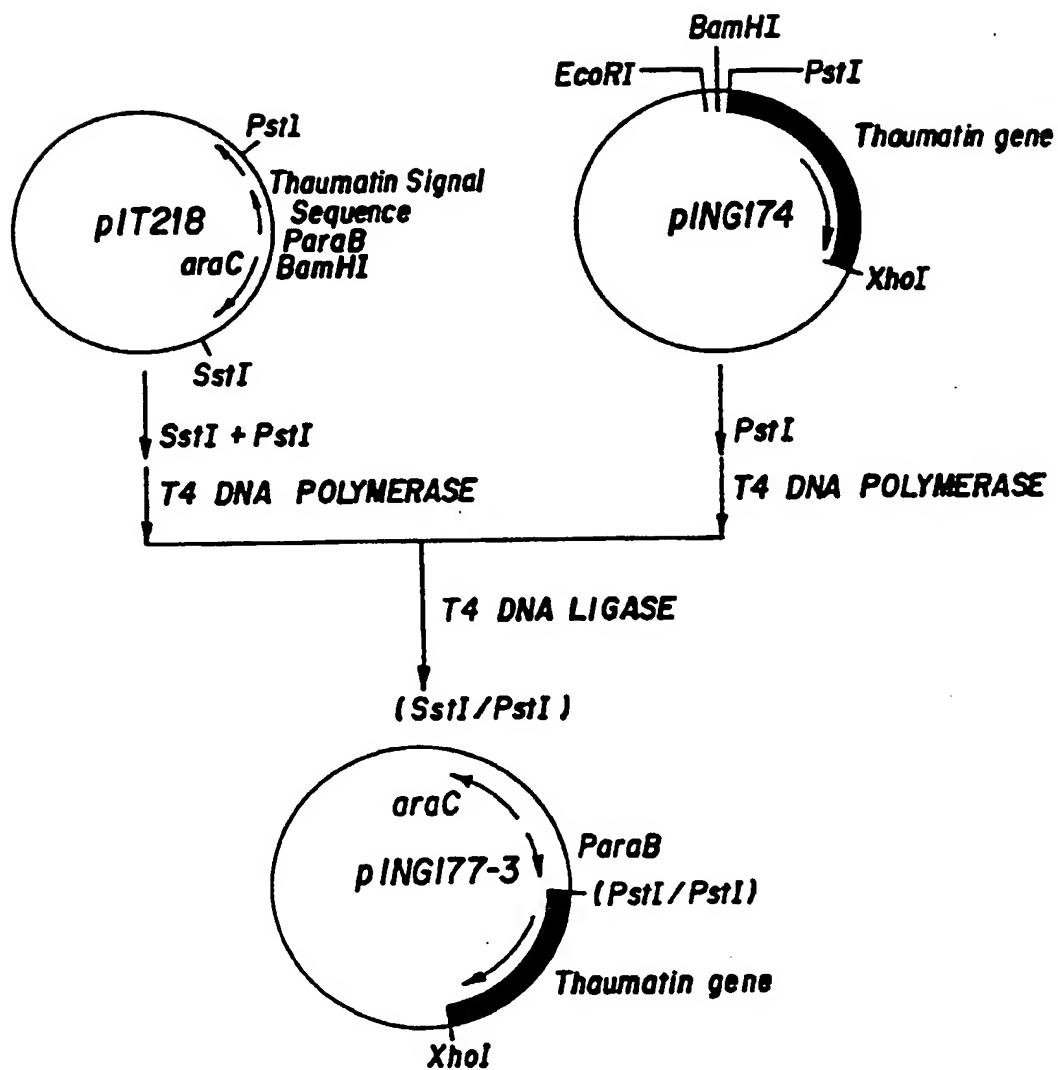 BamHI
EcoRI
PstI
PstI
Thaumatin gene
Thaumatin Signal
Sequence
pIT218
ParaB
pING174
araC
BamHI
XhoI
SstI
SstI + PstI
PstI
T4 DNA POLYMERASE
T4 DNA POLYMERASE
T4 DNA LIGASE
(SstI/PstI)
araC
ParaB
pING177-3
(PstI/PstI)
Thaumatin gene
XhoI